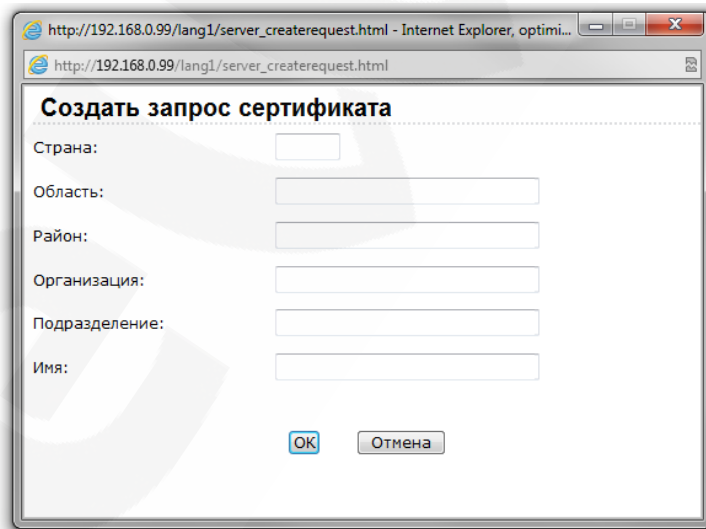 http://192.168.0.99/lang1/server_createrequest.html - Internet Explorer, optimi...
http://192.168.0.99/lang1/server_createrequest.html
Создать запрос сертификата
Страна:
Область:
Район:
Организация:
Подразделение:
Имя:
OK Отмена